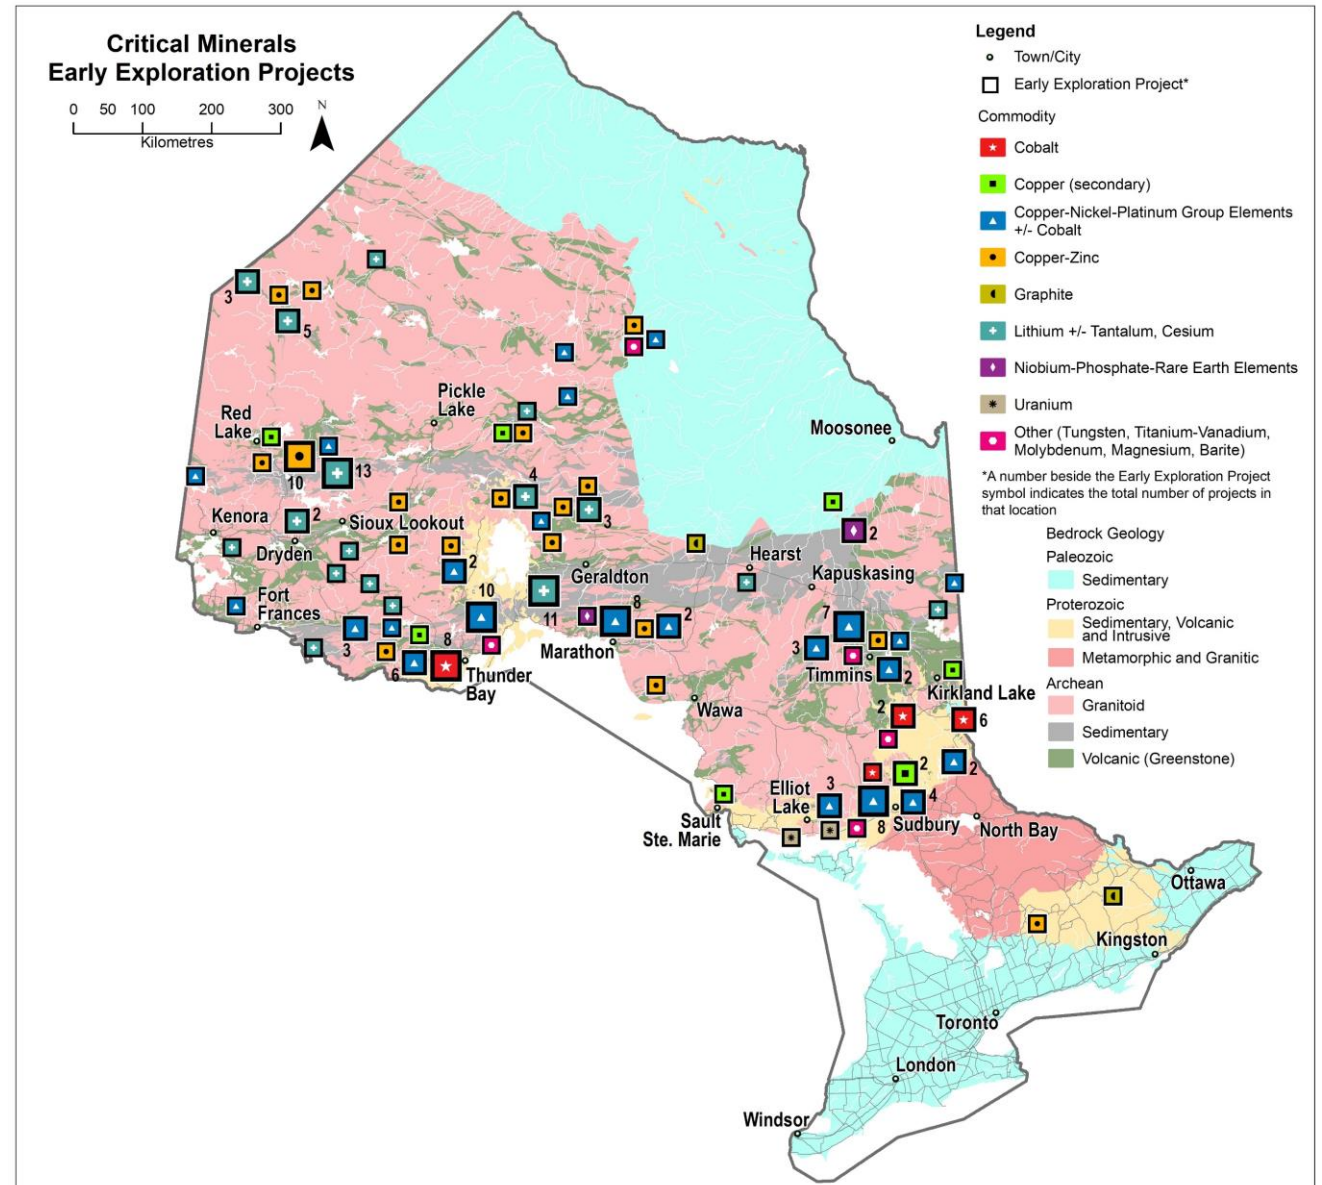 Critical Minerals
Early Exploration Projects
0 50 100 200 300
Kilometres
N
Legend
Town/City
Early Exploration Project*
Commodity
Cobalt
Copper (secondary)
Copper-Nickel-Platinum Group Elements
+/- Cobalt
Copper-Zinc
Graphite
Lithium +/- Tantalum, Cesium
Niobium-Phosphate-Rare Earth Elements
Uranium
Other (Tungsten, Titanium-Vanadium,
Molybdenum, Magnesium, Barite)
*A number beside the Early Exploration Project
symbol indicates the total number of projects in
that location
Bedrock Geology
Paleozoic
Sedimentary
Proterozoic
Sedimentary, Volcanic
and Intrusive
Metamorphic and Granitic
Archean
Granitoid
Sedimentary
Volcanic (Greenstone)
3
5
Pickle
Lake
Red
Lake
Moosonee
10
13
4
3
2
Kenora
Sioux Lookout
Dryden
2
Hearst
2
Geraldton
Kapuskasing
Fort
Frances
10
11
8
2
7
3
8
3
6
Thunder
Bay
Marathon
Timmins
2
Kirkland Lake
Wawa
2
6
2
2
Elliot
Lake
3
4
8
Sudbury
North Bay
Sault
Ste. Marie
Ottawa
Kingston
Toronto
London
Windsor